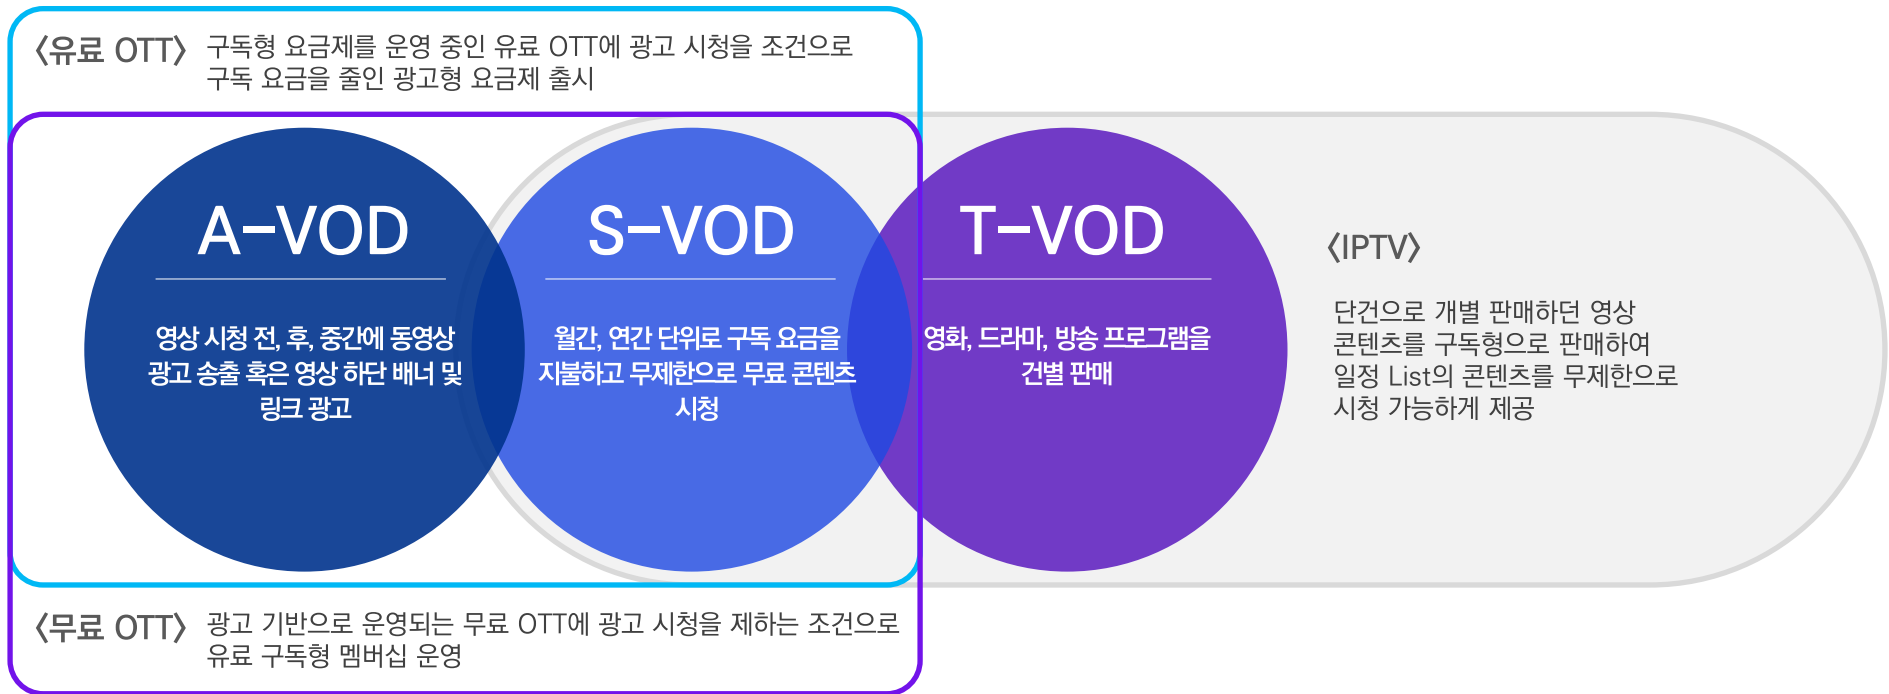 <유료 OTT>
구독형 요금제를 운영 중인 유료 OTT에 광고 시청을 조건으로
구독 요금을 줄인 광고형 요금제 출시
A-VOD
영상 시청 전, 후, 중간에 동영상
광고 송출 혹은 영상 하단 배너 및
링크 광고
S-VOD
월간, 연간 단위로 구독 요금을
지불하고 무제한으로 무료 콘텐츠
시청
T-VOD
영화, 드라마, 방송 프로그램을
건별 판매
<IPTV>
단건으로 개별 판매하던 영상
콘텐츠를 구독형으로 판매하여
일정 List의 콘텐츠를 무제한으로
시청 가능하게 제공
<무료 OTT>
광고 기반으로 운영되는 무료 OTT에 광고 시청을 제하는 조건으로
유료 구독형 멤버십 운영